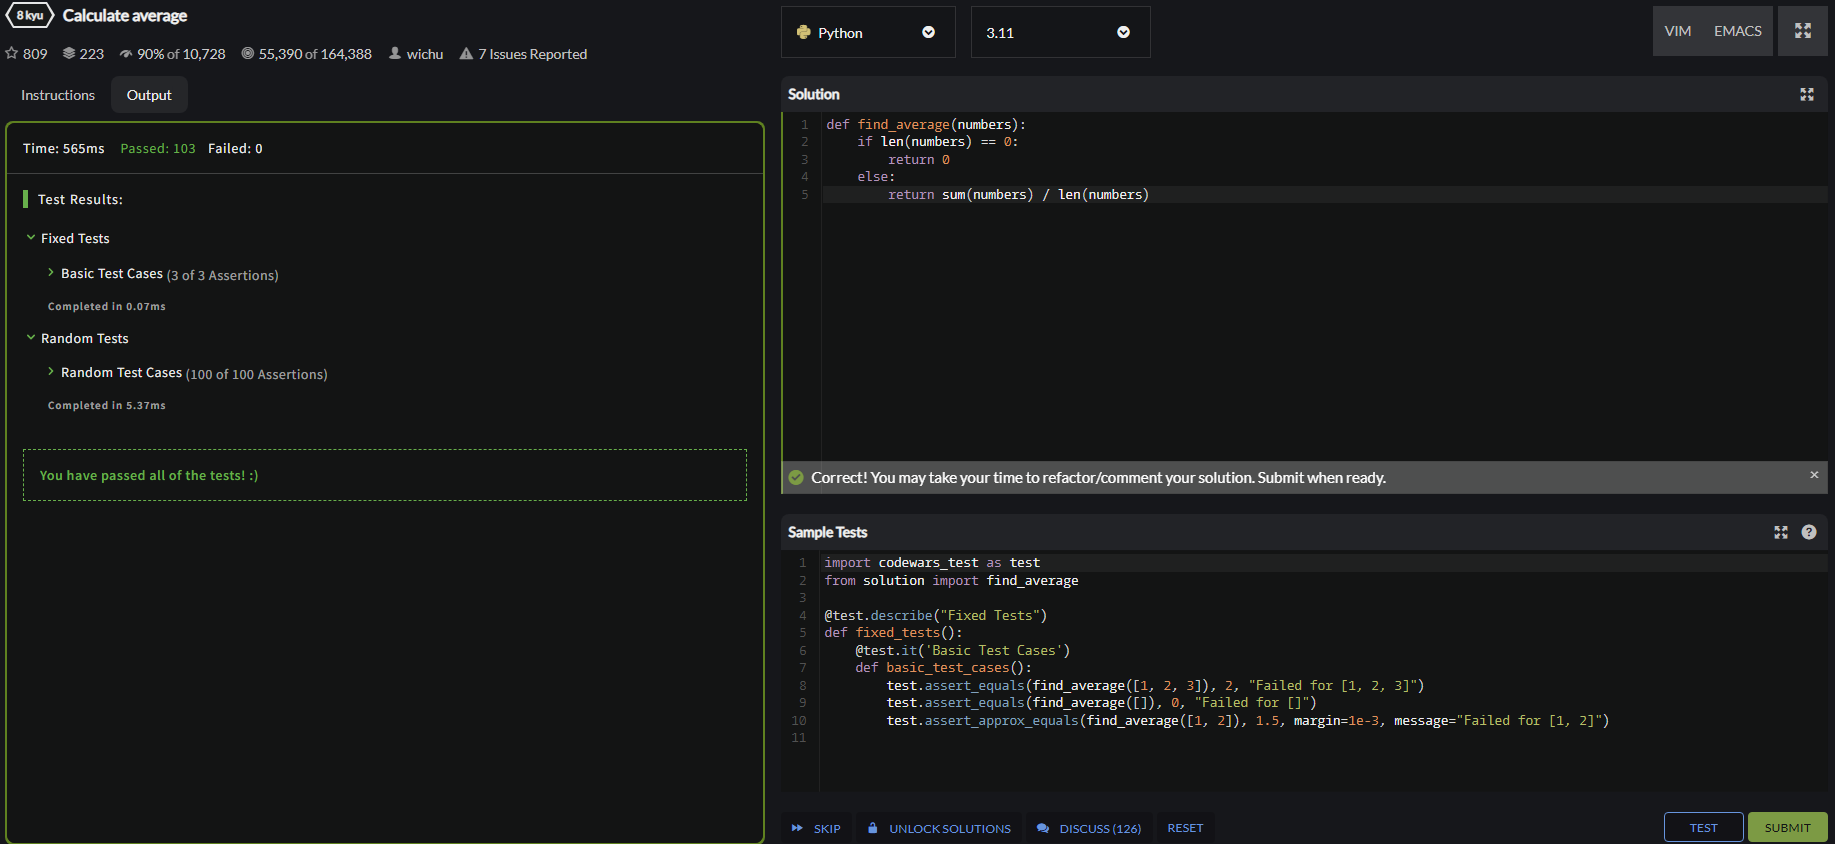 8 kyu Calculate average
809 223 90% of 10,728 55,390 of 164,388 wichu 7 Issues Reported
Instructions Output
Time: 565ms Passed: 103 Failed: 0
Test Results:
Fixed Tests
Basic Test Cases (3 of 3 Assertions)
Completed in 0.07ms
Random Tests
Random Test Cases (100 of 100 Assertions)
Completed in 5.37ms
You have passed all of the tests! :)
Python 3.11 VIM EMACS
Solution
1 def find_average(numbers):
2     if len(numbers) == 0:
3         return 0
4     else:
5         return sum(numbers) / len(numbers)
Correct! You may take your time to refactor/comment your solution. Submit when ready. ×
Sample Tests ?
1 import codewars_test as test
2 from solution import find_average
3
4 @test.describe("Fixed Tests")
5 def fixed_tests():
6     @test.it('Basic Test Cases')
7     def basic_test_cases():
8         test.assert_equals(find_average([1, 2, 3]), 2, "Failed for [1, 2, 3]")
9         test.assert_equals(find_average([]), 0, "Failed for []")
10         test.assert_approx_equals(find_average([1, 2]), 1.5, margin=1e-3, message="Failed for [1, 2]")
11
SKIP UNLOCK SOLUTIONS DISCUSS (126) RESET TEST SUBMIT